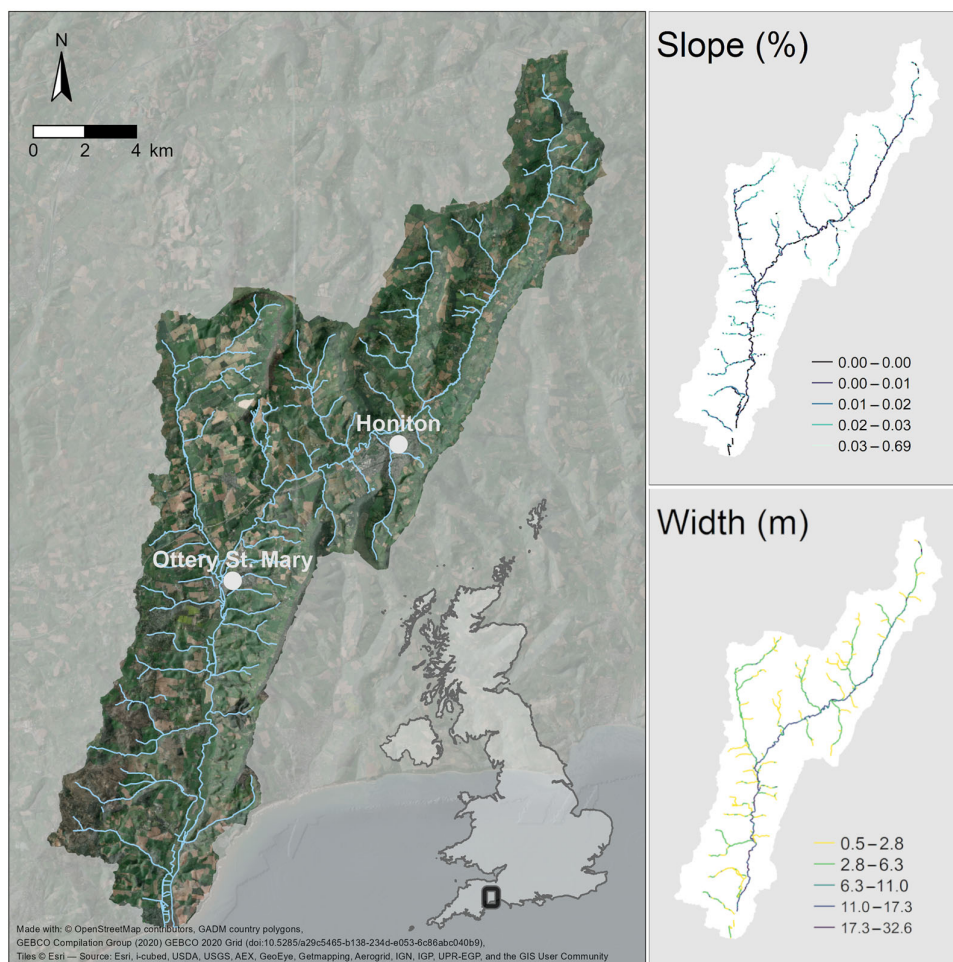 N
0 2 4 km
Honiton
Ottery St. Mary
Made with: © OpenStreetMap contributors, GADM country polygons,
GEBCO Compilation Group (2020) GEBCO 2020 Grid (doi:10.5285/a29c5465-b138-234d-e053-6c86abc040b9),
Tiles © Esri — Source: Esri, i-cubed, USDA, USGS, AEX, GeoEye, Getmapping, Aerogrid, IGN, IGP, UPR-EGP, and the GIS User Community
Slope (%)
0.00 – 0.00
0.00 – 0.01
0.01 – 0.02
0.02 – 0.03
0.03 – 0.69
Width (m)
0.5 – 2.8
2.8 – 6.3
6.3 – 11.0
11.0 – 17.3
17.3 – 32.6